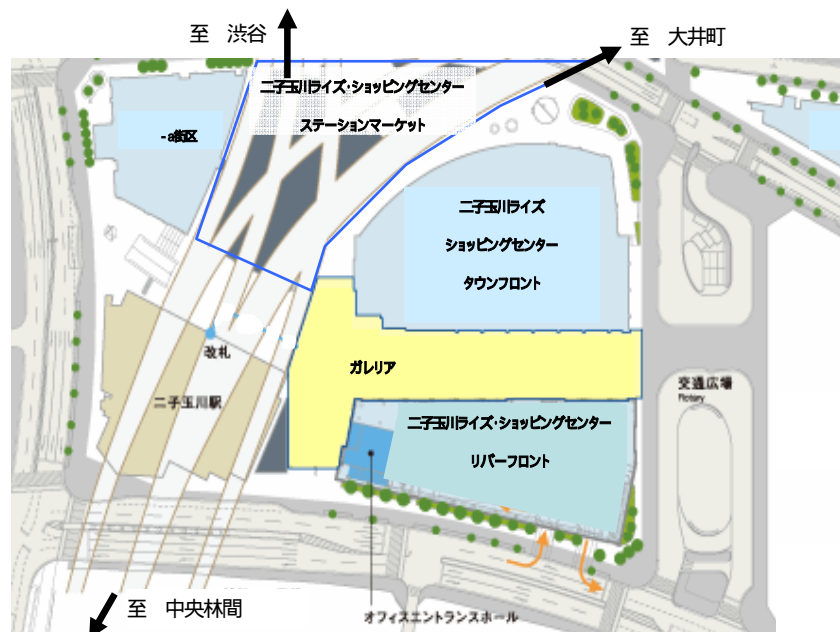 至 渋谷
至 大井町
二子玉川ライズ・ショッピングセンター
ステーションマーケット
-a街区
二子玉川ライズ
ショッピングセンター
タウンフロント
改札
ガレリア
二子玉川駅
交通広場
Rotary
二子玉川ライズ・ショッピングセンター
リバーフロント
至 中央林間
オフィスエントランスホール